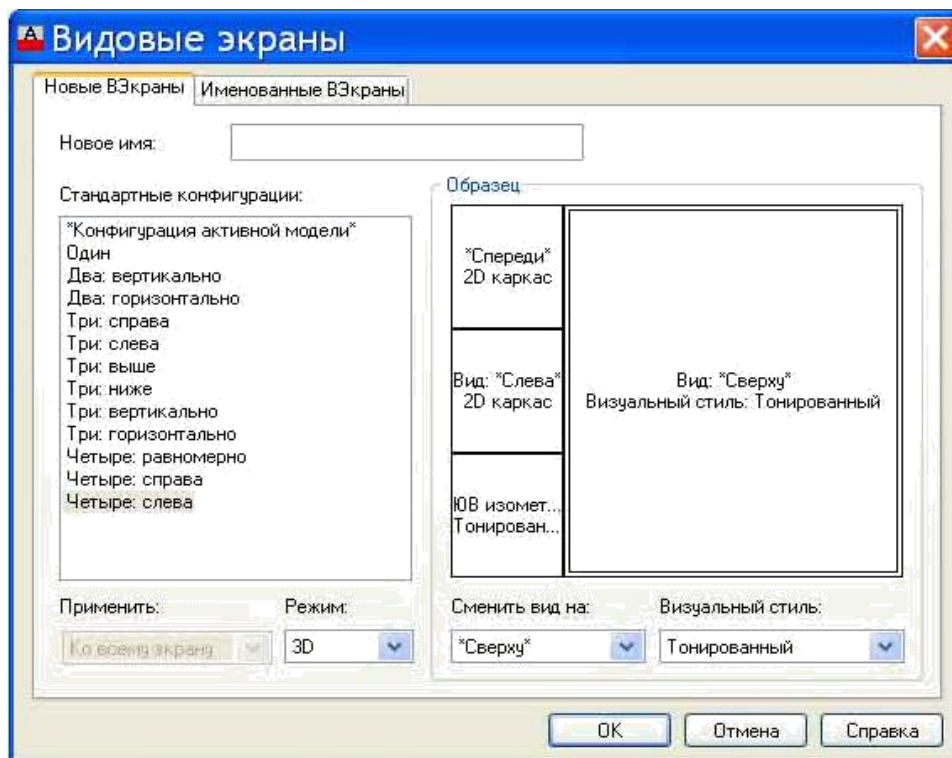 Видовые экраны
Новые ВЭкраны
Именованные ВЭкраны
Новое имя:
Стандартные конфигурации:
*Конфигурация активной модели*
Один
Два: вертикально
Два: горизонтально
Три: справа
Три: слева
Три: выше
Три: ниже
Три: вертикально
Три: горизонтально
Четыре: равномерно
Четыре: справа
Четыре: слева
Применить:
Ко всему экрану
Режим:
3D
Образец
*Спереди*
2D каркас
Вид: *Слева*
2D каркас
ЮВ изомет...
Тонирован...
Вид: *Сверху*
Визуальный стиль: Тонированный
Сменить вид на:
*Сверху*
Визуальный стиль:
Тонированный
OK
Отмена
Справка